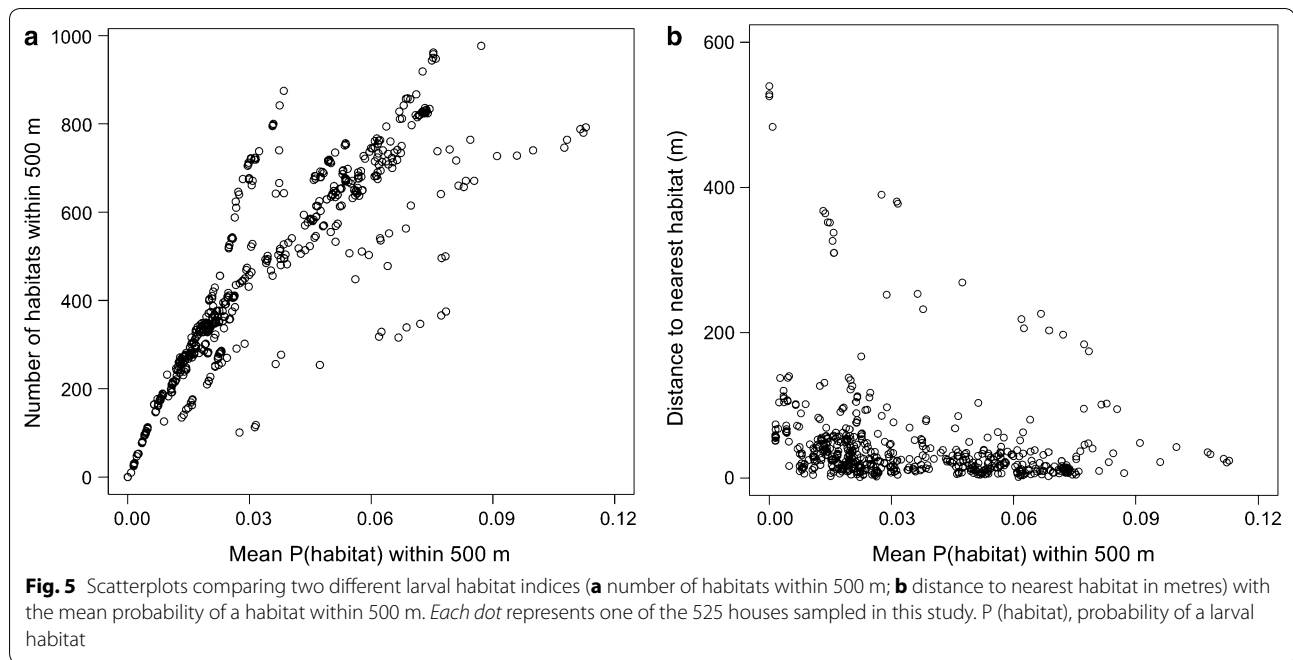 a
1000
800
600
400
200
0
Number of habitats within 500 m
0.00 0.03 0.06 0.09 0.12
Mean P(habitat) within 500 m
b
600
400
200
0
Distance to nearest habitat (m)
0.00 0.03 0.06 0.09 0.12
Mean P(habitat) within 500 m
Fig. 5 Scatterplots comparing two different larval habitat indices (a number of habitats within 500 m; b distance to nearest habitat in metres) with
the mean probability of a habitat within 500 m. Each dot represents one of the 525 houses sampled in this study. P (habitat), probability of a larval
habitat